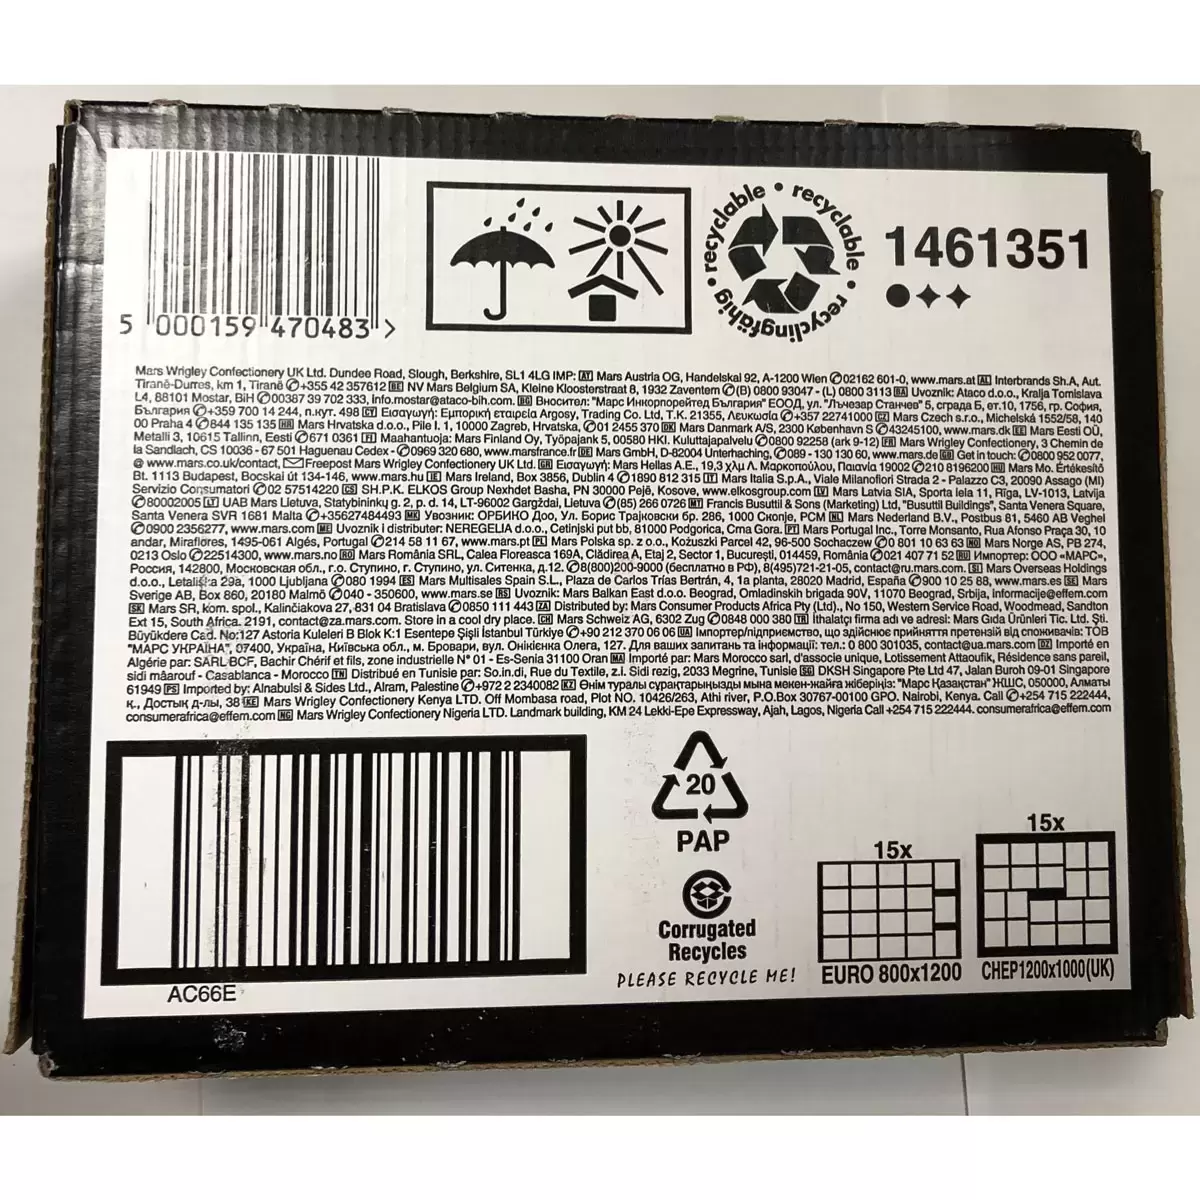 5 000159 470483 >
recyclable • recyclable • recyclingfähig •
1461351
Mars Wrigley Confectionery UK Ltd. Dundee Road, Slough, Berkshire, SL1 4LG IMP: AT Mars Austria OG, Handelskai 92, A-1200 Wien ✆02162 601-0, www.mars.at AL Interbrands Sh.A, Aut.
Tiranë-Durres, km 1, Tiranë ✆+355 42 357612 BE NV Mars Belgium SA, Kleine Kloosterstraat 8, 1932 Zaventem ✆(B) 0800 93047 - (L) 0800 3113 BA Uvoznik: Ataco d.o.o., Kralja Tomislava
L4, 88101 Mostar, BiH ✆00387 39 702 333, info.mostar@ataco-bih.com. BG Вносител: "Марс Инкорпорейтед България" ЕООД, ул. "Лъчезар Станчев" 5, сграда Б, ет.10, 1756, гр. София,
България ✆+359 700 14 244, п.кут. 498 CY Εισαγωγή: Εμπορική εταιρεία Argosy, Trading Co. Ltd, Τ.Κ. 21355, Λευκωσία ✆+357 22741000 CZ Mars Czech s.r.o., Michelská 1552/58, 140
00 Praha 4 ✆844 135 135 HR Mars Hrvatska d.o.o., Pile I. 1, 10000 Zagreb, Hrvatska, ✆01 2455 370 DK Mars Danmark A/S, 2300 København S ✆43245100, www.mars.dk EE Mars Eesti OÜ,
Metalli 3, 10615 Tallinn, Eesti ✆671 0361 FI Maahantuoja: Mars Finland Oy, Työpajank 5, 00580 HKI. Kuluttajapalvelu ✆0800 92258 (ark 9-12) FR Mars Wrigley Confectionery, 3 Chemin de
la Sandlach, CS 10036 - 67 501 Haguenau Cedex - ✆0969 320 680, www.marsfrance.fr DE Mars GmbH, D-82004 Unterhaching, ✆089 - 130 130 60, www.mars.de GB Get in touch: ✆0800 952 0077,
@ www.mars.co.uk/contact, Freepost Mars Wrigley Confectionery UK Ltd. GR Εισαγωγή: Mars Hellas A.E., 19,3 χλμ Λ. Μαρκοπούλου, Παιανία 19002 ✆210 8196200 HU Mars Mo. Értékesítő
Bt. 1113 Budapest, Bocskai út 134-146, www.mars.hu IE Mars Ireland, Box 3856, Dublin 4 ✆1890 812 315 IT Mars Italia S.p.A., Viale Milanofiori Strada 2 - Palazzo C3, 20090 Assago (MI)
Servizio Consumatori ✆02 57514220 SH.P.K. ELKOS Group Nexhdet Basha, PN 30000 Pejë, Kosove, www.elkosgroup.com LV Mars Latvia SIA, Sporta iela 11, Rīga, LV-1013, Latvija
✆80002005 LT UAB Mars Lietuva, Statybininkų g. 2, p. d. 14, LT-96002 Gargždai, Lietuva ✆(85) 266 0726 MT Francis Busuttil & Sons (Marketing) Ltd, "Busuttil Buildings", Santa Venera Square,
Santa Venera SVR 1681 Malta ✆+35627484493 MK Увозник: ОРБИКО Доо, Ул. Борис Трајковски бр. 286, 1000 Скопје, РСМ NL Mars Nederland B.V., Postbus 81, 5460 AB Veghel
✆0900 2356277, www.mars.com ME Uvoznik i distributer: NEREGELIA d.o.o., Cetinjski put bb, 81000 Podgorica, Crna Gora. PT Mars Portugal Inc., Torre Monsanto, Rua Afonso Praça 30, 10
andar, Miraflores, 1495-061 Algés, Portugal ✆214 58 11 67, www.mars.pt PL Mars Polska sp. z o.o., Kożuszki Parcel 42, 96-500 Sochaczew ✆0 801 10 68 63 NO Mars Norge AS, PB 274,
0213 Oslo ✆22514300, www.mars.no RO Mars România SRL, Calea Floreasca 169A, Clădirea A, Etaj 2, Sector 1, București, 014459, România ✆021 407 71 52 RU Импортер: ООО «МАРС»,
Россия, 142800, Московская обл., г.о. Ступино, г. Ступино, ул. Ситенка, д.12. ✆8(800)200-9000 (бесплатно в РФ), 8(495)721-21-05, contact@ru.mars.com. SI Mars Overseas Holdings
d.o.o., Letališka 29a, 1000 Ljubljana ✆080 1994 ES Mars Multisales Spain S.L., Plaza de Carlos Trías Bertrán, 4, 1a planta, 28020 Madrid, España ✆900 10 25 88, www.mars.es SE Mars
Sverige AB, Box 860, 20180 Malmö ✆040 - 350600, www.mars.se RS Uvoznik: Mars Balkan East d.o.o. Beograd, Omladinskih brigada 90V, 11070 Beograd, Srbija, informacije@effem.com
SK Mars SR, kom. spol., Kalinčiakova 27, 831 04 Bratislava ✆0850 111 443 ZA Distributed by: Mars Consumer Products Africa Pty (Ltd)., No 150, Western Service Road, Woodmead, Sandton
Ext 15, South Africa. 2191, contact@za.mars.com. Store in a cool dry place. CH Mars Schweiz AG, 6302 Zug ✆0848 000 380 TR İthalatçı firma adı ve adresi: Mars Gıda Ürünleri Tic. Ltd. Şti.
Büyükdere Cad. No:127 Astoria Kuleleri B Blok K:1 Esentepe Şişli İstanbul Türkiye ✆+90 212 370 06 06 UA Імпортер/підприємство, що здійснює прийняття претензій від споживачів: ТОВ
"МАРС УКРАЇНА", 07400, Україна, Київська обл., м. Бровари, вул. Онікієнка Олега, 127. Для ваших запитань та інформації: тел.: 0 800 301035, contact@ua.mars.com DZ Importé en
Algérie par: SARL BCF, Bachir Chérif et fils, zone industrielle N° 01 - Es-Senia 31100 Oran MA Importé par: Mars Morocco sarl, d'associe unique, Lotissement Attaoufik, Résidences sans pareil,
sidi mâarouf - Casablanca - Morocco TN Distribué en Tunisie par: So.in.di, Rue du Textile, z.i. Sidi rezig, 2033 Megrine, Tunisie SG DKSH Singapore Pte Ltd 47, Jalan Buroh 09-01 Singapore
61949 PS Imported by: Alnabulsi & Sides Ltd., Alram, Palestine ✆+972 2 2340082 KZ Өнім туралы сұрақтарыңызды мына мекен-жайға жіберіңіз: "Марс Қазақстан" ЖШС, 050000, Алматы
қ., Достық д-лы, 38 KE Mars Wrigley Confectionery Kenya LTD. Off Mombasa road, Plot NO. 10426/263, Athi river, P.O.Box 30767-00100 GPO. Nairobi, Kenya. Call ✆+254 715 222444,
consumerafrica@effem.com NG Mars Wrigley Confectionery Nigeria LTD. Landmark building, KM 24 Lekki-Epe Expressway, Ajah, Lagos, Nigeria Call +254 715 222444. consumerafrica@effem.com
AC66E
20
PAP
Corrugated
Recycles
PLEASE RECYCLE ME!
15x
EURO 800x1200
15x
CHEP1200x1000(UK)